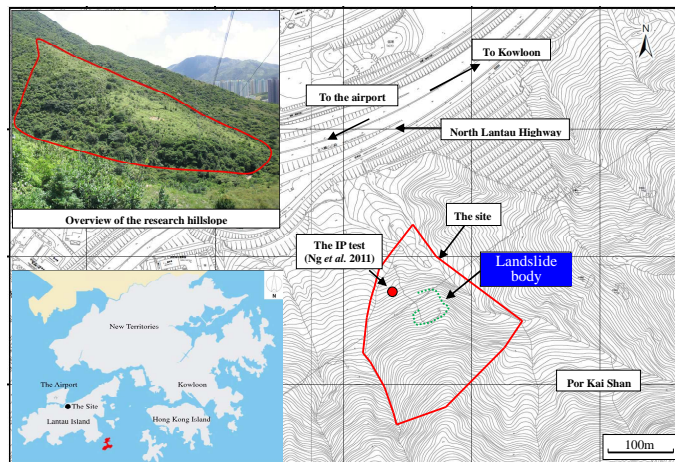 N
To Kowloon
To the airport
North Lantau Highway
Overview of the research hillslope
The site
The IP test
(Ng et al. 2011)
Landslide
body
N
New Territories
The Airport
Kowloon
The Site
Lantau Island
Hong Kong Island
Por Kai Shan
100m